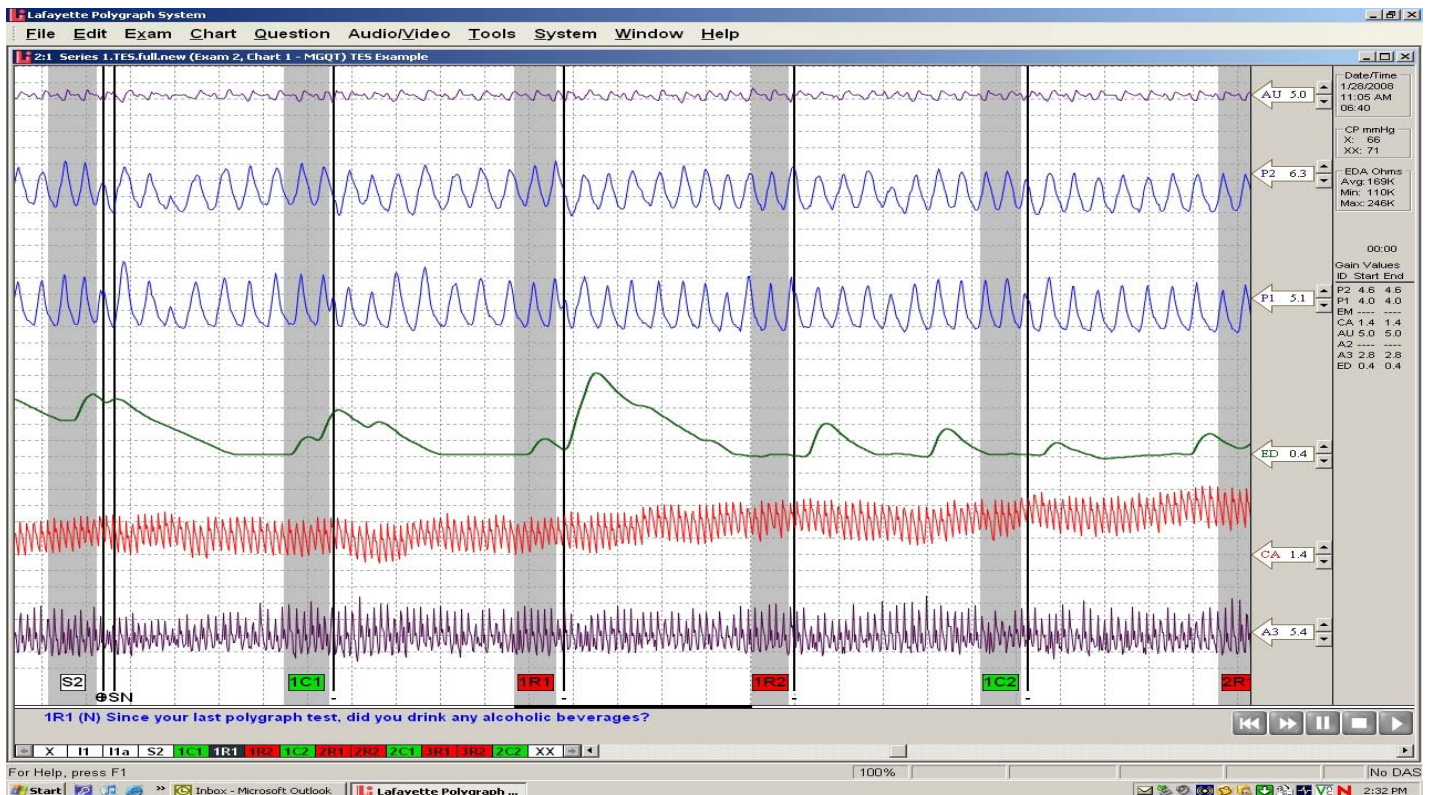 Lafayette Polygraph System
File Edit Exam Chart Question Audio/Video Tools System Window Help
2:1 Series 1.TES.full.new (Exam 2, Chart 1 - MGQT) TES Example
Date/Time
1/28/2008
11:05 AM
06:40
AU 5.0
CP mmHg
X: 66
XX: 71
P2 6.3
EDA Ohms
Avg: 169K
Min: 110K
Max: 246K
00:00
Gain Values
ID Start End
P2 4.6 4.6
P1 4.0 4.0
EM ---- ----
CA 1.4 1.4
AU 5.0 5.0
A2 ---- ----
A3 2.8 2.8
ED 0.4 0.4
P1 5.1
ED 0.4
CA 1.4
A3 5.4
S2 1C1 1R1 1R2 1C2 2R
SN - - - -
1R1 (N) Since your last polygraph test, did you drink any alcoholic beverages?
X I1 I1a S2 1C1 1R1 1R2 1C2 2R1 2R2 2C1 3R1 3R2 2C2 XX
For Help, press F1 100% No DAS
Start Inbox - Microsoft Outlook Lafayette Polygraph ... 2:32 PM